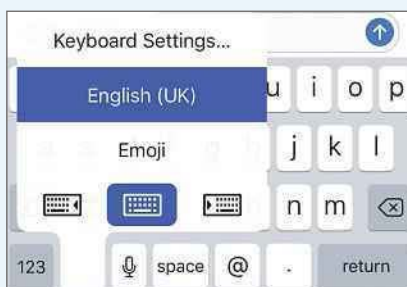 Keyboard Settings...
English (UK)
Emoji
u i o p
j k l
n m
123 space @ . return